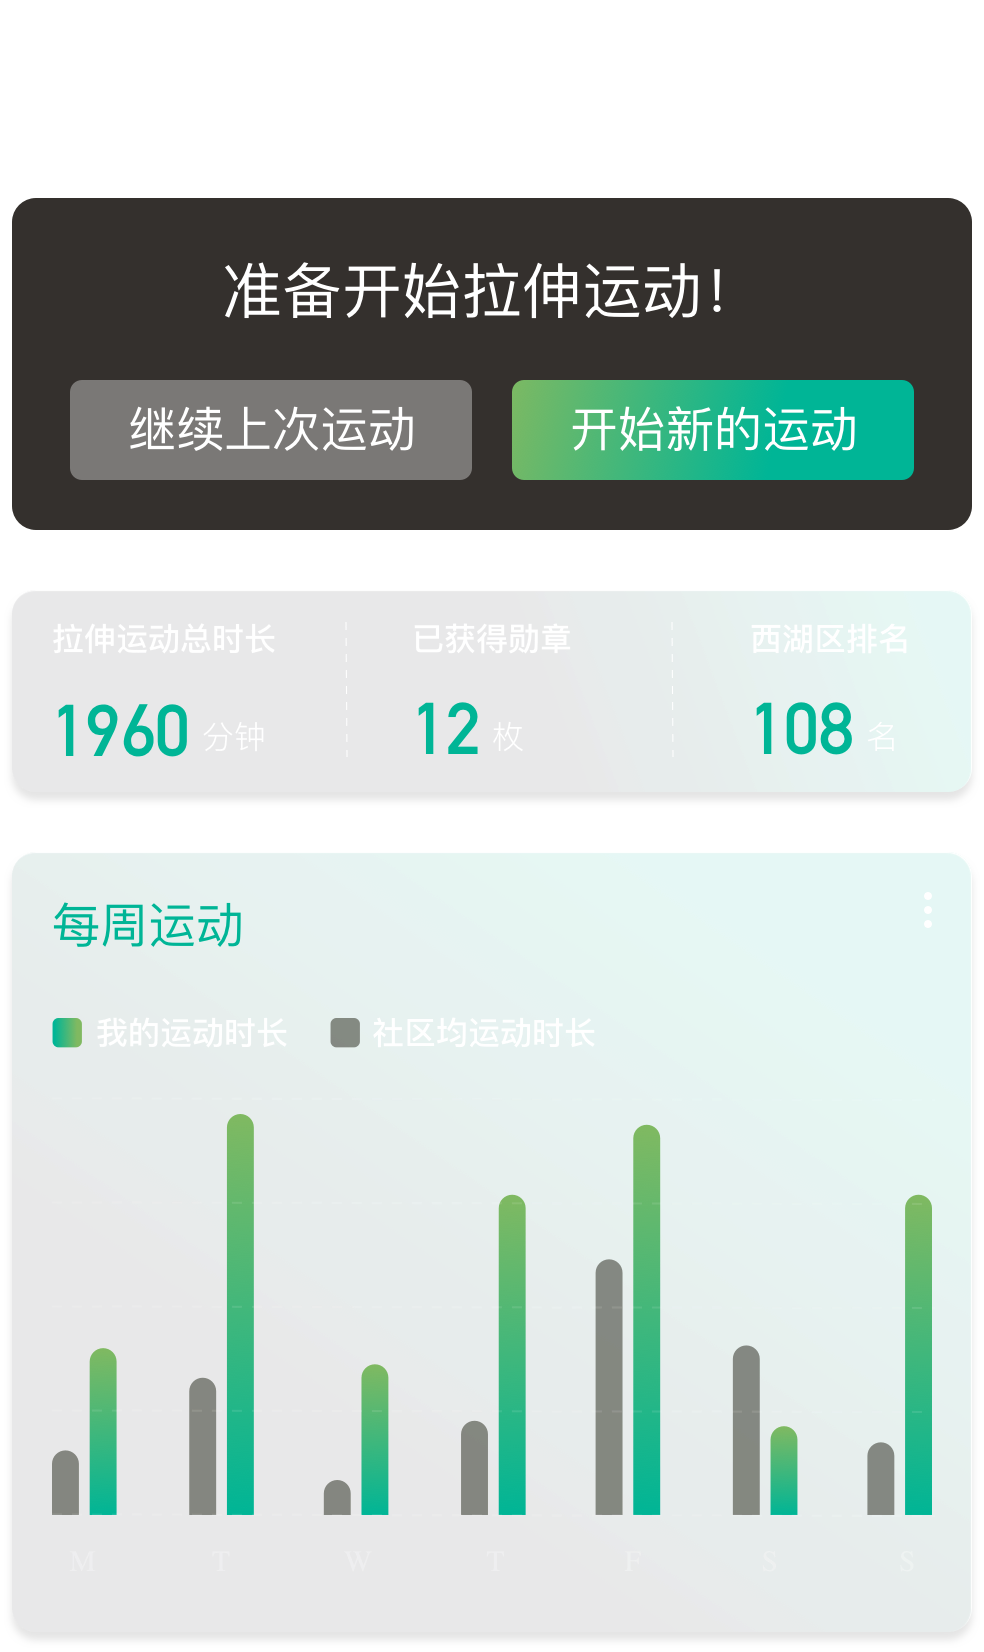 准备开始拉伸运动！
继续上次运动 开始新的运动
拉伸运动总时长 已获得勋章 西湖区排名
1960 分钟 12 枚 108 名
每周运动
我的运动时长 社区均运动时长
M T W T F S S